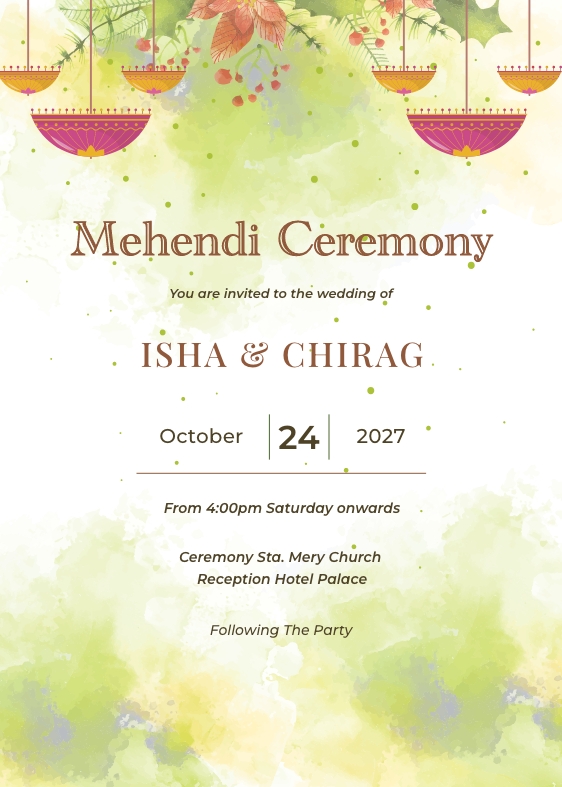 Mehendi Ceremony
You are invited to the wedding of
ISHA & CHIRAG
October 24 2027
From 4:00pm Saturday onwards
Ceremony Sta. Mery Church
Reception Hotel Palace
Following The Party